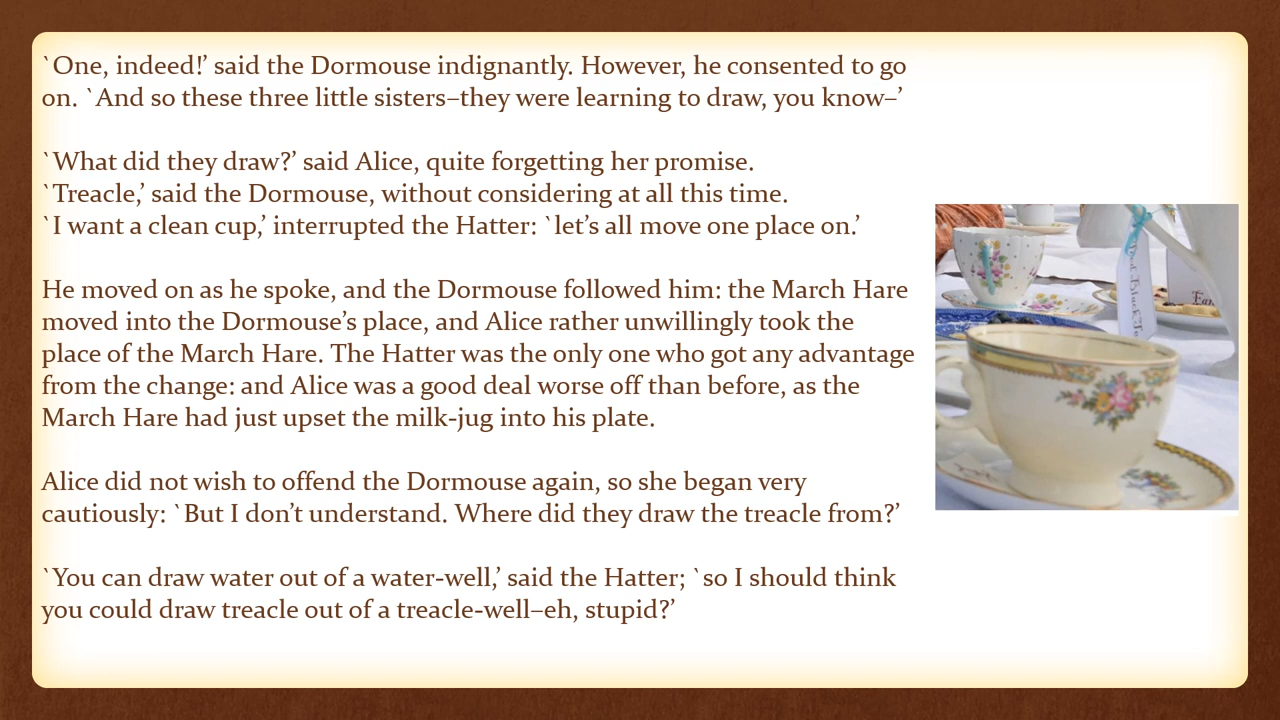 `One, indeed!’ said the Dormouse indignantly. However, he consented to go
on. `And so these three little sisters–they were learning to draw, you know–’
`What did they draw?’ said Alice, quite forgetting her promise.
`Treacle,’ said the Dormouse, without considering at all this time.
`I want a clean cup,’ interrupted the Hatter: `let’s all move one place on.’
He moved on as he spoke, and the Dormouse followed him: the March Hare
moved into the Dormouse’s place, and Alice rather unwillingly took the
place of the March Hare. The Hatter was the only one who got any advantage
from the change: and Alice was a good deal worse off than before, as the
March Hare had just upset the milk-jug into his plate.
Alice did not wish to offend the Dormouse again, so she began very
cautiously: `But I don’t understand. Where did they draw the treacle from?’
`You can draw water out of a water-well,’ said the Hatter; `so I should think
you could draw treacle out of a treacle-well–eh, stupid?’